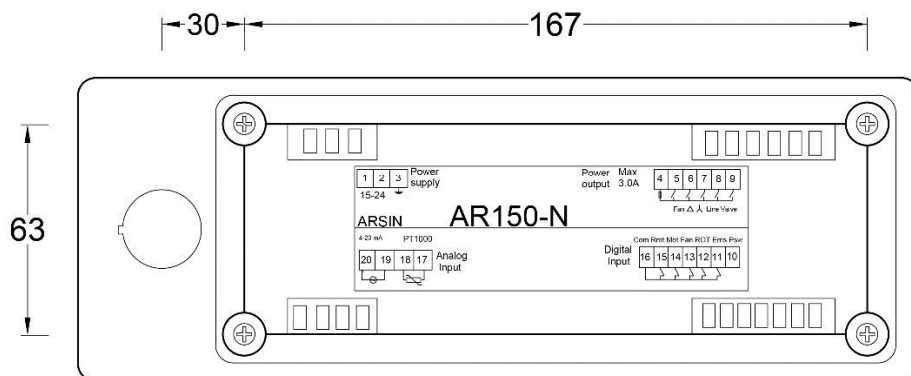 30
167
63
1 2 3
Power
supply
15-24
Power
output
Max
3.0A
4 5 6 7 8 9
Fan △ 人 Line Valve
ARSIN
AR150-N
4-20 mA
PT1000
20 19 18 17
Analog
Input
Digital
Input
Com Rmt Mot Fan ROT Ems Psw
16 15 14 13 12 11 10